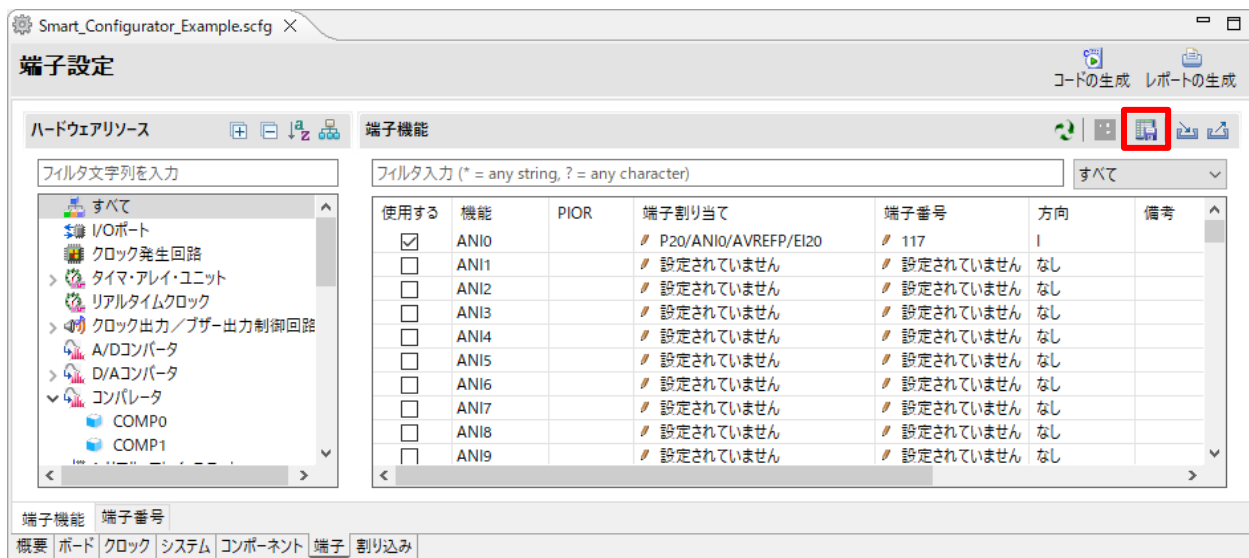 Smart_Configurator_Example.scfg
端子設定
コードの生成 レポートの生成
ハードウェアリソース
端子機能
フィルタ文字列を入力
フィルタ入力 (* = any string, ? = any character)
すべて
すべて
I/Oポート
クロック発生回路
タイマ・アレイ・ユニット
リアルタイムクロック
クロック出力／ブザー出力制御回路
A/Dコンバータ
D/Aコンバータ
コンパレータ
COMP0
COMP1
使用する 機能 PIOR 端子割り当て 端子番号 方向 備考
ANI0 P20/ANI0/AVREFP/EI20 117 I
ANI1 設定されていません 設定されていません なし
ANI2 設定されていません 設定されていません なし
ANI3 設定されていません 設定されていません なし
ANI4 設定されていません 設定されていません なし
ANI5 設定されていません 設定されていません なし
ANI6 設定されていません 設定されていません なし
ANI7 設定されていません 設定されていません なし
ANI8 設定されていません 設定されていません なし
ANI9 設定されていません 設定されていません なし
端子機能 端子番号
概要 ボード クロック システム コンポーネント 端子 割り込み